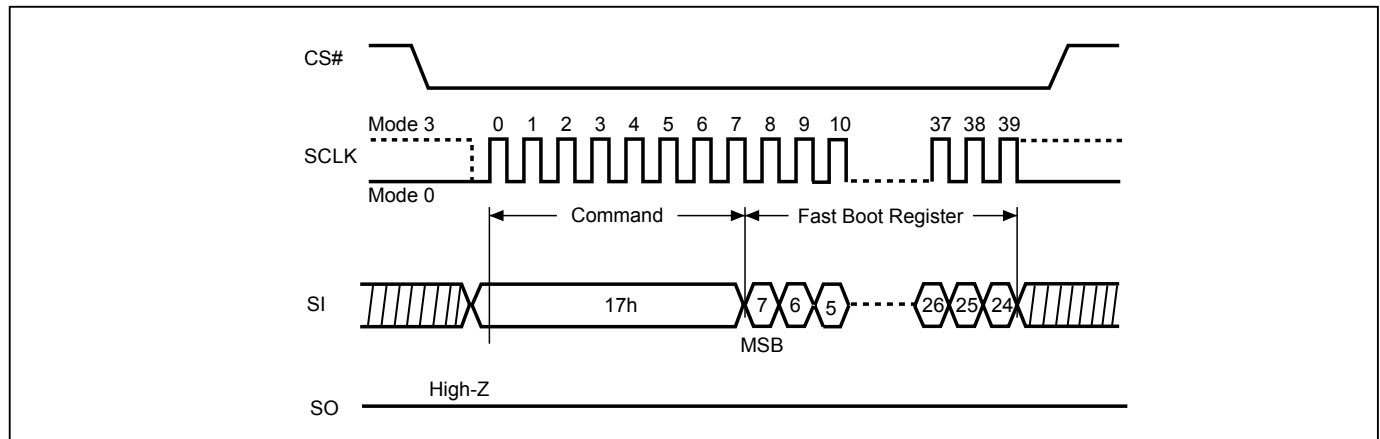 CS#
Mode 3 0 1 2 3 4 5 6 7 8 9 10 37 38 39
SCLK
Mode 0
Command Fast Boot Register
SI 17h 7 6 5 26 25 24
MSB
High-Z
SO